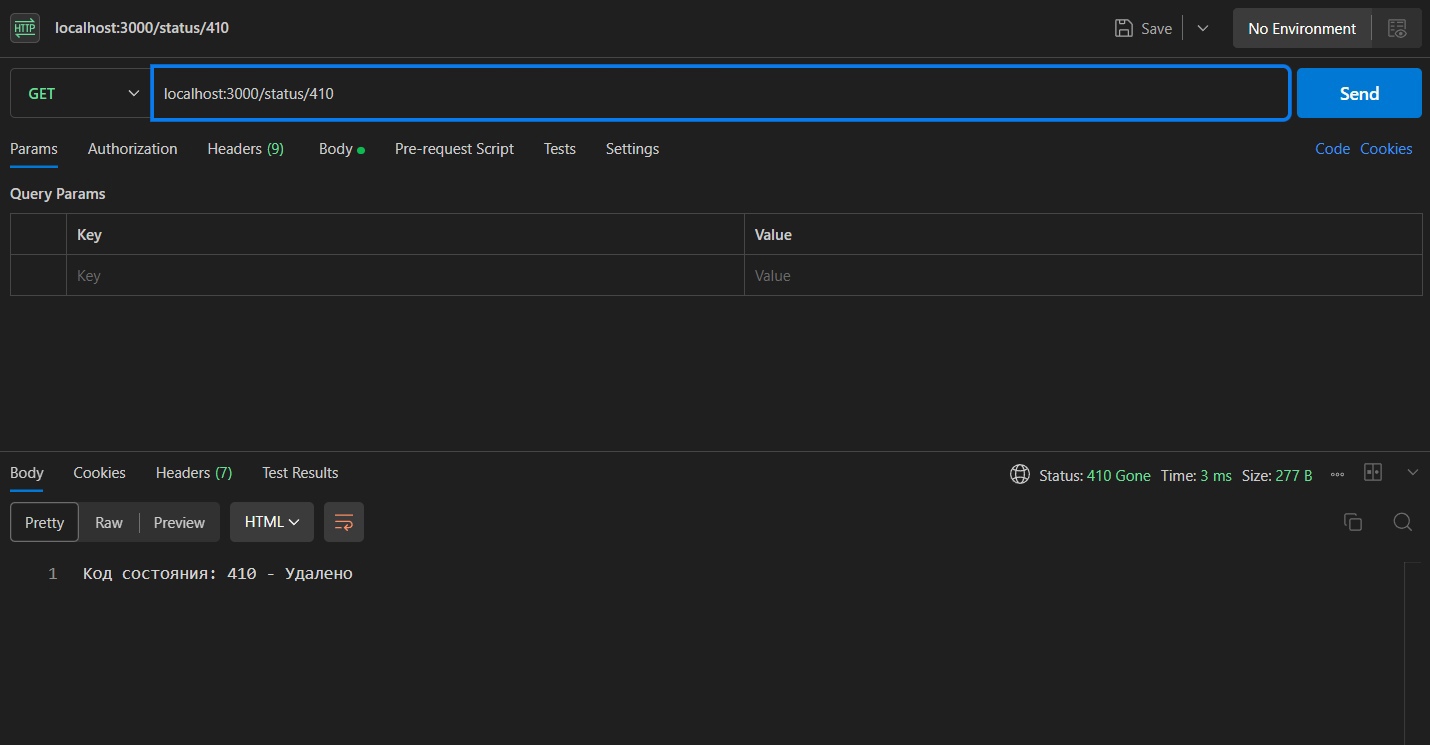 HTTP localhost:3000/status/410 Save No Environment
GET localhost:3000/status/410 Send
Params Authorization Headers (9) Body Pre-request Script Tests Settings Code Cookies
Query Params
Key Value
Key Value
Body Cookies Headers (7) Test Results Status: 410 Gone Time: 3 ms Size: 277 B
Pretty Raw Preview HTML
1 Код состояния: 410 - Удалено